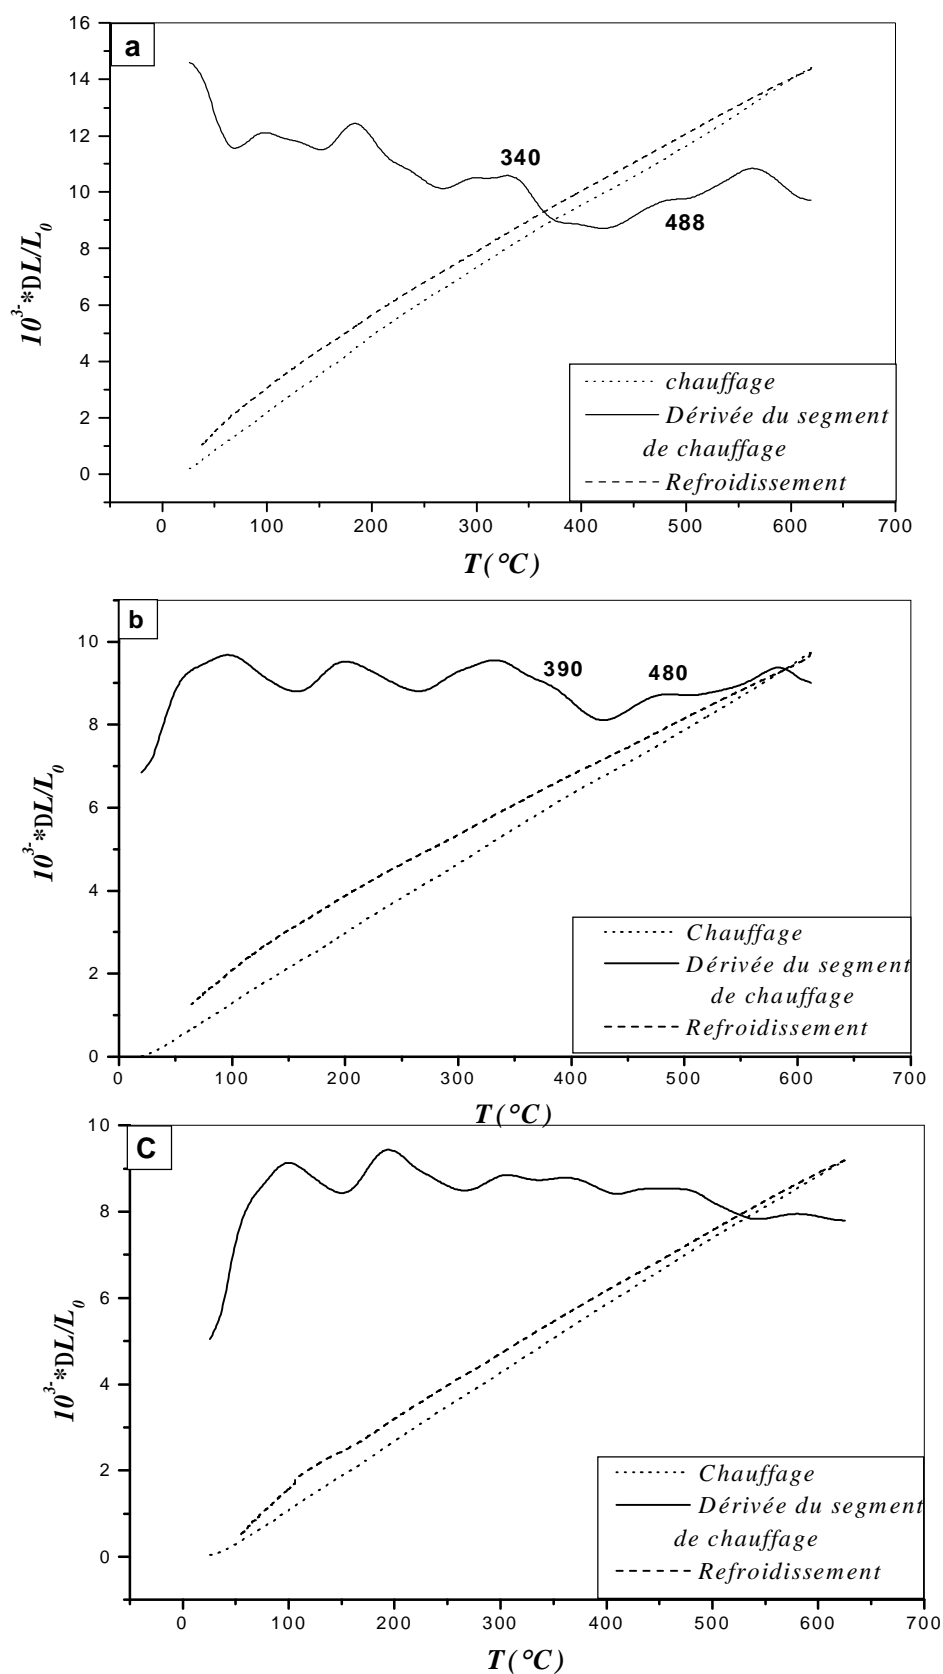 a
16
14
12
10
8
6
4
2
0
340
488
10³⁻*DL/L₀
chauffage
Dérivée du segment
de chauffage
Refroidissement
0 100 200 300 400 500 600 700
T(°C)
b
10
8
6
4
2
0
390 480
10³⁻*DL/L₀
Chauffage
Dérivée du segment
de chauffage
Refroidissement
0 100 200 300 400 500 600 700
T(°C)
C
10
8
6
4
2
0
10³⁻*DL/L₀
Chauffage
Dérivée du segment
de chauffage
Refroidissement
0 100 200 300 400 500 600 700
T(°C)